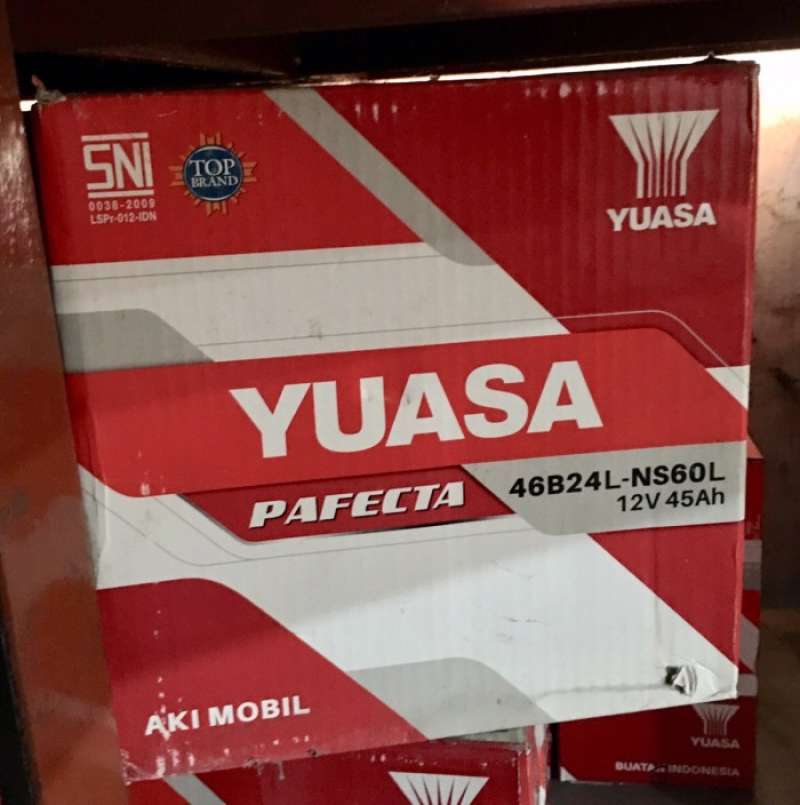 SNI
0038-2009
LSPr-012-IDN
TOP
BRAND
YUASA
YUASA
PAFECTA
46B24L-NS60L
12V 45Ah
AKI MOBIL
YUASA
BUATAN INDONESIA